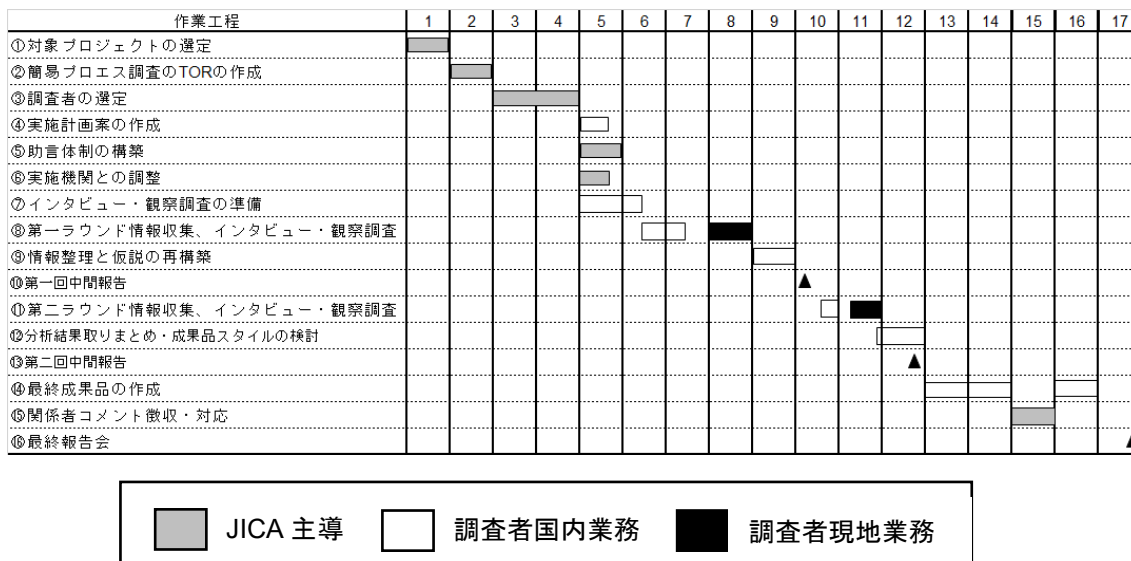 作業工程 1 2 3 4 5 6 7 8 9 10 11 12 13 14 15 16 17
①対象プロジェクトの選定
②簡易プロエス調査のTORの作成
③調査者の選定
④実施計画案の作成
⑤助言体制の構築
⑥実施機関との調整
⑦インタビュー・観察調査の準備
⑧第一ラウンド情報収集、インタビュー・観察調査
⑨情報整理と仮説の再構築
⑩第一回中間報告
⑪第二ラウンド情報収集、インタビュー・観察調査
⑫分析結果取りまとめ・成果品スタイルの検討
⑬第二回中間報告
⑭最終成果品の作成
⑮関係者コメント徴収・対応
⑯最終報告会
JICA 主導 調査者国内業務 調査者現地業務